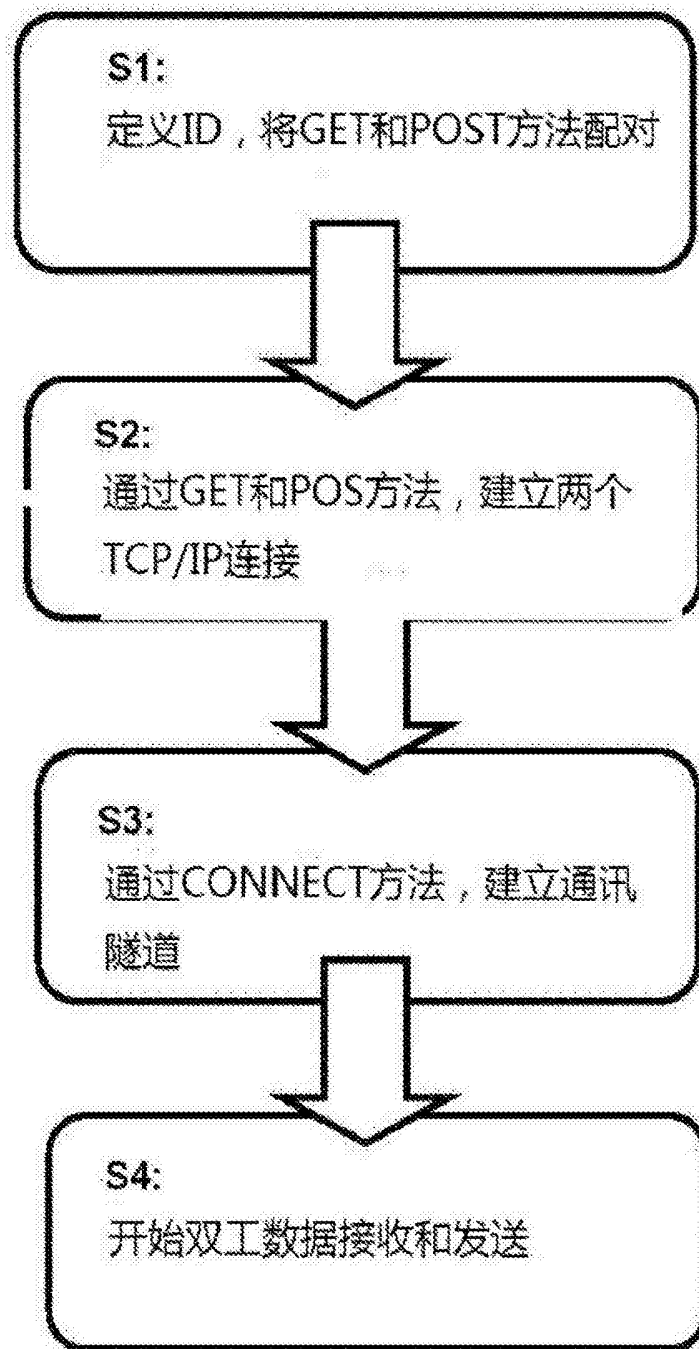 S1:
定义ID，将GET和POST方法配对
S2:
通过GET和POS方法，建立两个
TCP/IP连接
S3:
通过CONNECT方法，建立通讯
隧道
S4:
开始双工数据接收和发送